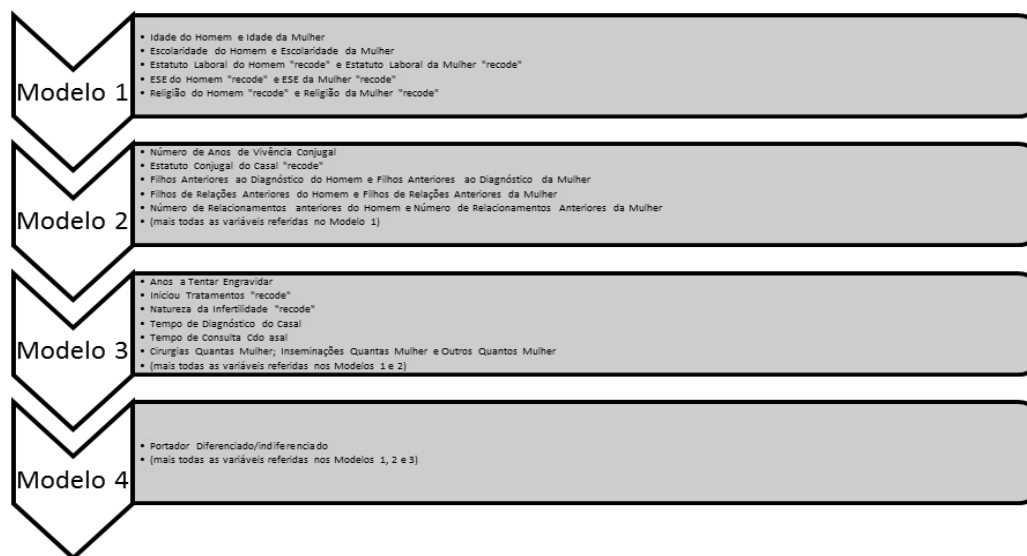 Modelo 1
• Idade do Homem e Idade da Mulher
• Escolaridade do Homem e Escolaridade da Mulher
• Estatuto Laboral do Homem "recode" e Estatuto Laboral da Mulher "recode"
• ESE do Homem "recode" e ESE da Mulher "recode"
• Religião do Homem "recode" e Religião da Mulher "recode"
Modelo 2
• Número de Anos de Vivência Conjugal
• Estatuto Conjugal do Casal "recode"
• Filhos Anteriores ao Diagnóstico do Homem e Filhos Anteriores ao Diagnóstico da Mulher
• Filhos de Relações Anteriores do Homem e Filhos de Relações Anteriores da Mulher
• Número de Relacionamentos anteriores do Homem e Número de Relacionamentos Anteriores da Mulher
• (mais todas as variáveis referidas no Modelo 1)
Modelo 3
• Anos a Tentar Engravidar
• Iniciou Tratamentos "recode"
• Natureza da Infertilidade "recode"
• Tempo de Diagnóstico do Casal
• Tempo de Consulta Cdo asal
• Cirurgias Quantas Mulher; Inseminações Quantas Mulher e Outros Quantos Mulher
• (mais todas as variáveis referidas nos Modelos 1 e 2)
Modelo 4
• Portador Diferenciado/indiferenciado
• (mais todas as variáveis referidas nos Modelos 1, 2 e 3)